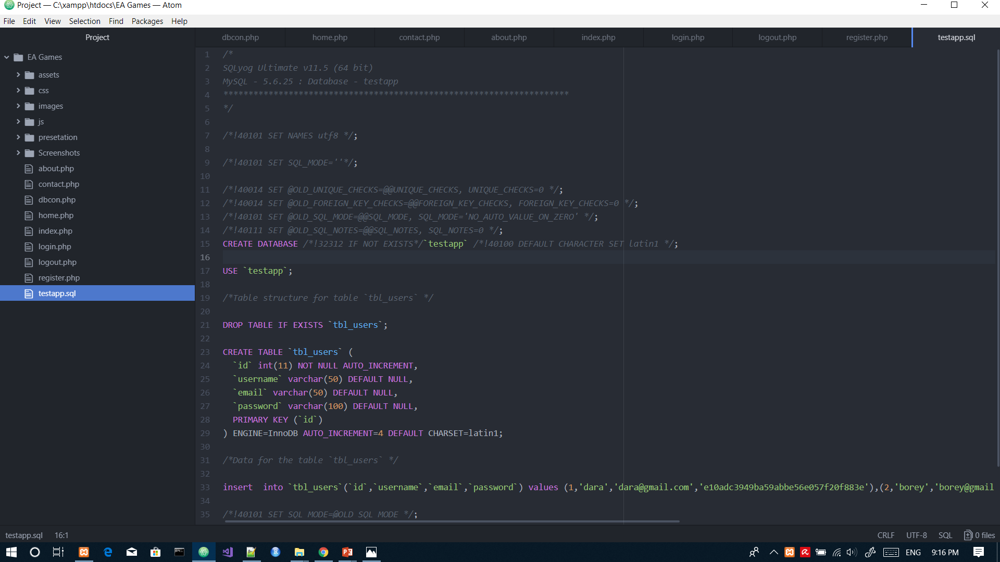 Project — C:\xampp\htdocs\EA Games — Atom
File Edit View Selection Find Packages Help
Project
EA Games
assets
css
images
js
presetation
Screenshots
about.php
contact.php
dbcon.php
home.php
index.php
login.php
logout.php
register.php
testapp.sql
dbcon.php home.php contact.php about.php index.php login.php logout.php register.php testapp.sql
1 /*
2 SQLyog Ultimate v11.5 (64 bit)
3 MySQL - 5.6.25 : Database - testapp
4 *********************************************************************
5 */
6
7 /*!40101 SET NAMES utf8 */;
8
9 /*!40101 SET SQL_MODE=''*/;
10
11 /*!40014 SET @OLD_UNIQUE_CHECKS=@@UNIQUE_CHECKS, UNIQUE_CHECKS=0 */;
12 /*!40014 SET @OLD_FOREIGN_KEY_CHECKS=@@FOREIGN_KEY_CHECKS, FOREIGN_KEY_CHECKS=0 */;
13 /*!40101 SET @OLD_SQL_MODE=@@SQL_MODE, SQL_MODE='NO_AUTO_VALUE_ON_ZERO' */;
14 /*!40111 SET @OLD_SQL_NOTES=@@SQL_NOTES, SQL_NOTES=0 */;
15 CREATE DATABASE /*!32312 IF NOT EXISTS*/`testapp` /*!40100 DEFAULT CHARACTER SET latin1 */;
16
17 USE `testapp`;
18
19 /*Table structure for table `tbl_users` */
20
21 DROP TABLE IF EXISTS `tbl_users`;
22
23 CREATE TABLE `tbl_users` (
24 `id` int(11) NOT NULL AUTO_INCREMENT,
25 `username` varchar(50) DEFAULT NULL,
26 `email` varchar(50) DEFAULT NULL,
27 `password` varchar(100) DEFAULT NULL,
28 PRIMARY KEY (`id`)
29 ) ENGINE=InnoDB AUTO_INCREMENT=4 DEFAULT CHARSET=latin1;
30
31 /*Data for the table `tbl_users` */
32
33 insert  into `tbl_users`(`id`,`username`,`email`,`password`) values (1,'dara','dara@gmail.com','e10adc3949ba59abbe56e057f20f883e'),(2,'borey','borey@gmail
34
35 /*!40101 SET SQL_MODE=@OLD_SQL_MODE */;
testapp.sql 16:1 CRLF UTF-8 SQL 0 files
ENG 9:16 PM